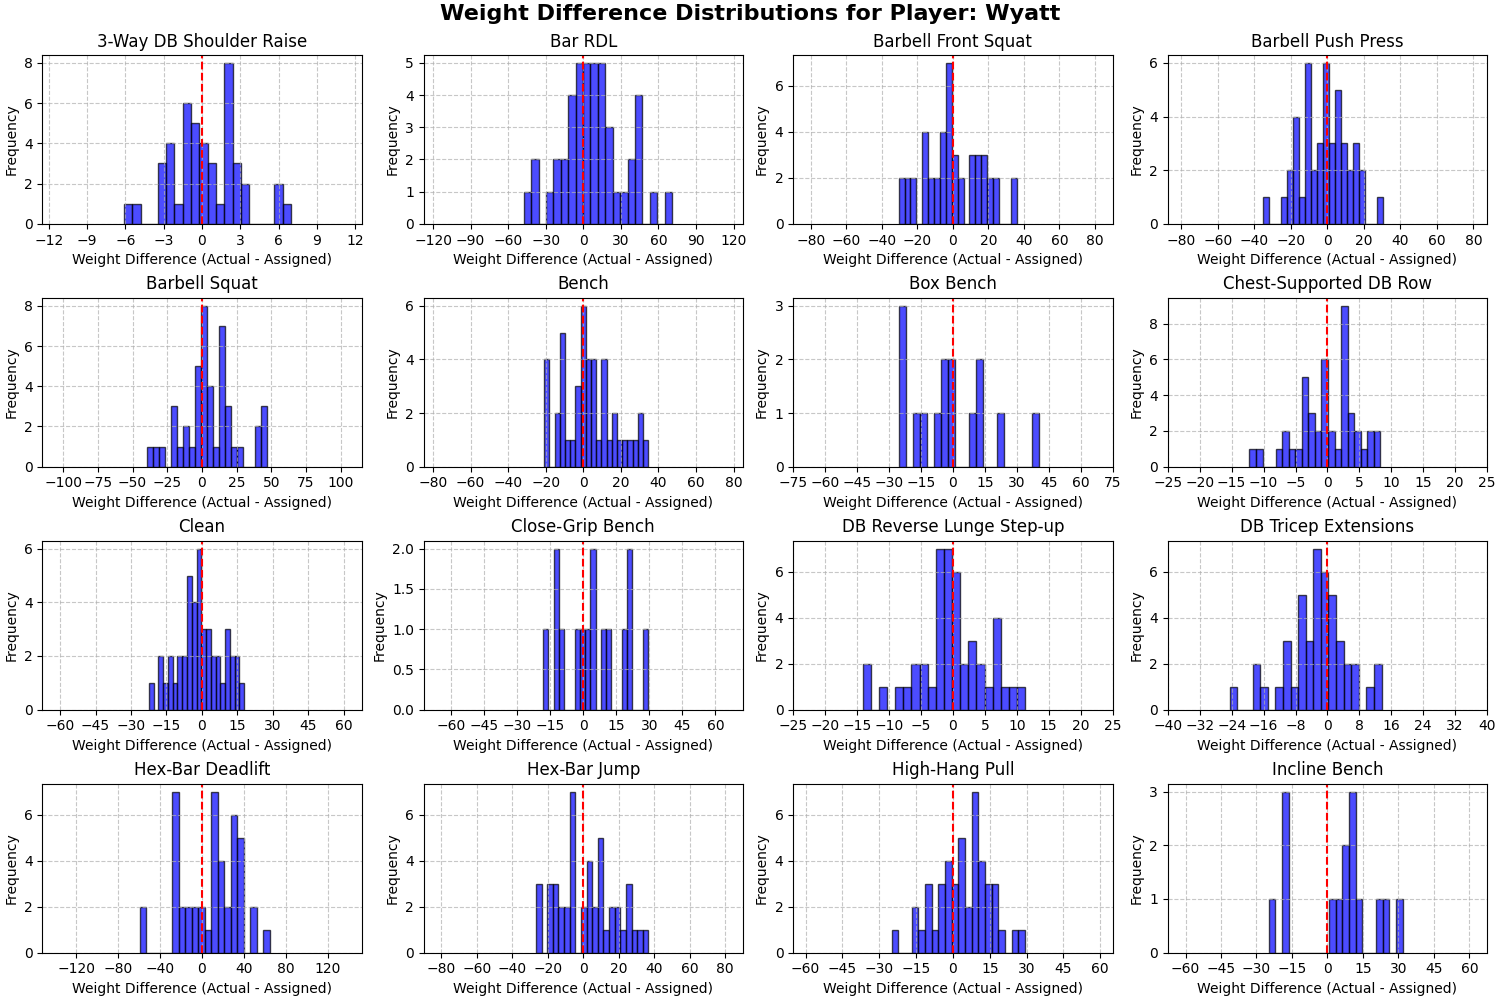 Weight Difference Distributions for Player: Wyatt
3-Way DB Shoulder Raise
Frequency
8
6
4
2
0
−12 −9 −6 −3 0 3 6 9 12
Weight Difference (Actual - Assigned)
Bar RDL
Frequency
5
4
3
2
1
0
−120 −90 −60 −30 0 30 60 90 120
Weight Difference (Actual - Assigned)
Barbell Front Squat
Frequency
6
4
2
0
−80 −60 −40 −20 0 20 40 60 80
Weight Difference (Actual - Assigned)
Barbell Push Press
Frequency
6
4
2
0
−80 −60 −40 −20 0 20 40 60 80
Weight Difference (Actual - Assigned)
Barbell Squat
Frequency
8
6
4
2
0
−100 −75 −50 −25 0 25 50 75 100
Weight Difference (Actual - Assigned)
Bench
Frequency
6
4
2
0
−80 −60 −40 −20 0 20 40 60 80
Weight Difference (Actual - Assigned)
Box Bench
Frequency
3
2
1
0
−75 −60 −45 −30 −15 0 15 30 45 60 75
Weight Difference (Actual - Assigned)
Chest-Supported DB Row
Frequency
8
6
4
2
0
−25 −20 −15 −10 −5 0 5 10 15 20 25
Weight Difference (Actual - Assigned)
Clean
Frequency
6
4
2
0
−60 −45 −30 −15 0 15 30 45 60
Weight Difference (Actual - Assigned)
Close-Grip Bench
Frequency
2.0
1.5
1.0
0.5
0.0
−60 −45 −30 −15 0 15 30 45 60
Weight Difference (Actual - Assigned)
DB Reverse Lunge Step-up
Frequency
6
4
2
0
−25 −20 −15 −10 −5 0 5 10 15 20 25
Weight Difference (Actual - Assigned)
DB Tricep Extensions
Frequency
6
4
2
0
−40 −32 −24 −16 −8 0 8 16 24 32 40
Weight Difference (Actual - Assigned)
Hex-Bar Deadlift
Frequency
6
4
2
0
−120 −80 −40 0 40 80 120
Weight Difference (Actual - Assigned)
Hex-Bar Jump
Frequency
6
4
2
0
−80 −60 −40 −20 0 20 40 60 80
Weight Difference (Actual - Assigned)
High-Hang Pull
Frequency
6
4
2
0
−60 −45 −30 −15 0 15 30 45 60
Weight Difference (Actual - Assigned)
Incline Bench
Frequency
3
2
1
0
−60 −45 −30 −15 0 15 30 45 60
Weight Difference (Actual - Assigned)